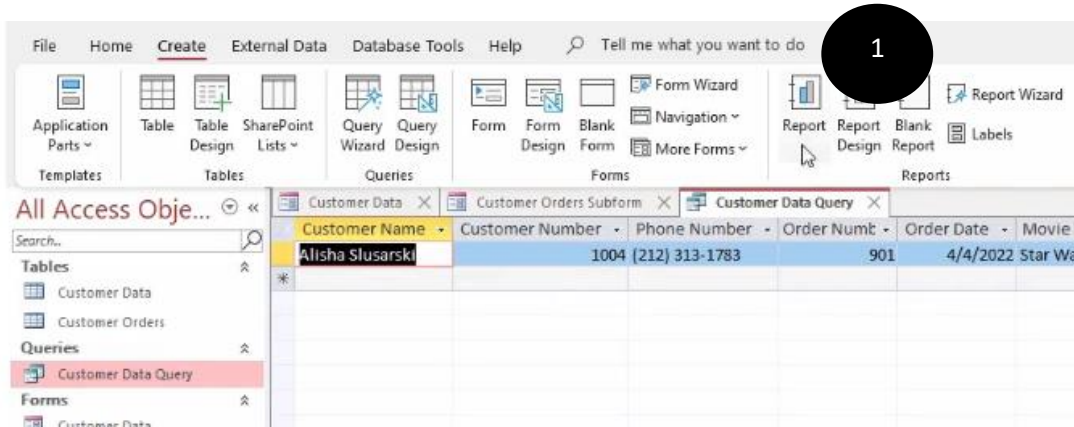 File Home Create External Data Database Tools Help Tell me what you want to do
1
Application Parts
Table
Table Design
SharePoint Lists
Query Wizard
Query Design
Form
Form Design
Blank Form
Form Wizard
Navigation
More Forms
Report
Report Design
Blank Report
Report Wizard
Labels
Templates Tables Queries Forms Reports
All Access Obje...
Search..
Tables
Customer Data
Customer Orders
Queries
Customer Data Query
Forms
Customer Data
Customer Data Customer Orders Subform Customer Data Query
Customer Name Customer Number Phone Number Order Numb Order Date Movie
Alisha Slusarski 1004 (212) 313-1783 901 4/4/2022 Star Wa